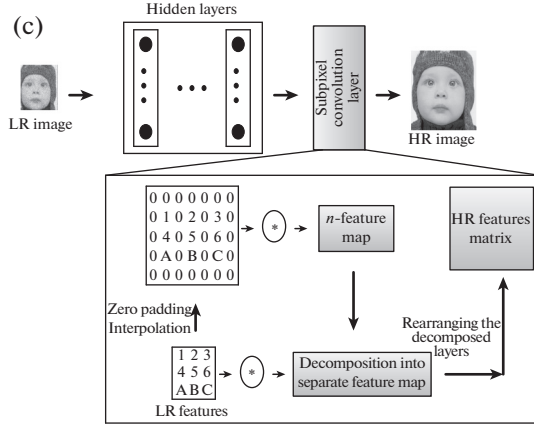 (c)
Hidden layers
LR image
Subpixel
convolution
layer
HR image
0 0 0 0 0 0 0
0 1 0 2 0 3 0
0 4 0 5 0 6 0
0 A 0 B 0 C 0
0 0 0 0 0 0 0
*
n-feature
map
HR features
matrix
Zero padding
Interpolation
Rearranging the
decomposed
layers
1 2 3
4 5 6
A B C
LR features
*
Decomposition into
separate feature map